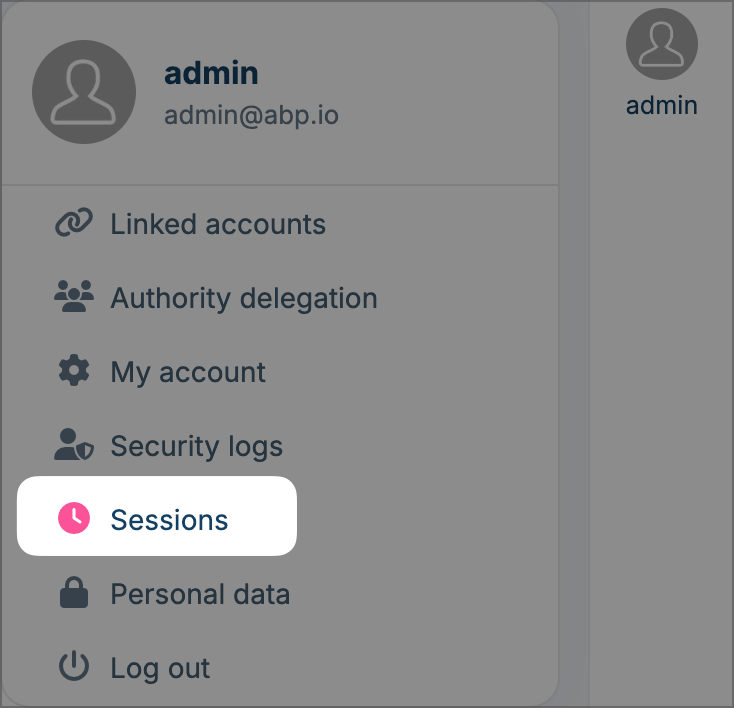 admin
admin@abp.io
admin
Linked accounts
Authority delegation
My account
Security logs
Sessions
Personal data
Log out